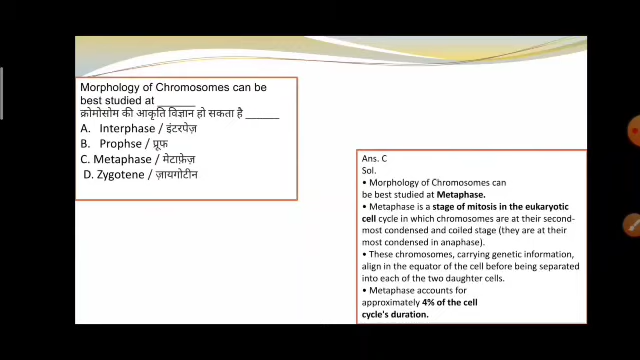 Morphology of Chromosomes can be
best studied at ______
क्रोमोसोम की आकृति विज्ञान हो सकता है ______
A. Interphase / इंटरपेज़
B. Prophse / प्रूफ
C. Metaphase / मेटाफ़ेज़
D. Zygotene / ज़ायगोटीन
Ans. C
Sol.
• Morphology of Chromosomes can
be best studied at Metaphase.
• Metaphase is a stage of mitosis in the eukaryotic
cell cycle in which chromosomes are at their second-
most condensed and coiled stage (they are at their
most condensed in anaphase).
• These chromosomes, carrying genetic information,
align in the equator of the cell before being separated
into each of the two daughter cells.
• Metaphase accounts for
approximately 4% of the cell
cycle's duration.